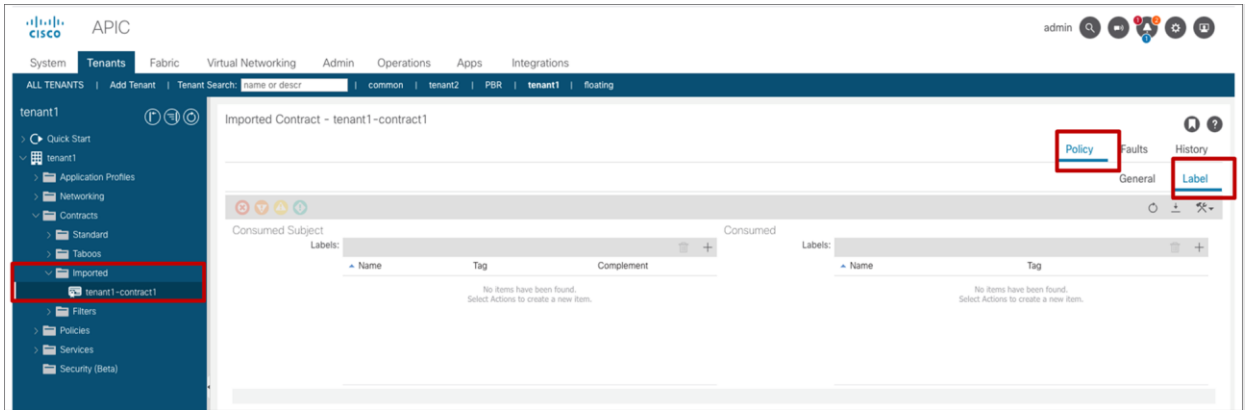 CISCO APIC admin 1 2 1
System Tenants Fabric Virtual Networking Admin Operations Apps Integrations
ALL TENANTS | Add Tenant | Tenant Search: name or descr | common | tenant2 | PBR | tenant1 | floating
tenant1
Quick Start
tenant1
Application Profiles
Networking
Contracts
Standard
Taboos
Imported
tenant1-contract1
Filters
Policies
Services
Security (Beta)
Imported Contract - tenant1-contract1
Policy Faults History
General Label
Consumed Subject
Labels:
Name Tag Complement
No items have been found.
Select Actions to create a new item.
Consumed
Labels:
Name Tag
No items have been found.
Select Actions to create a new item.